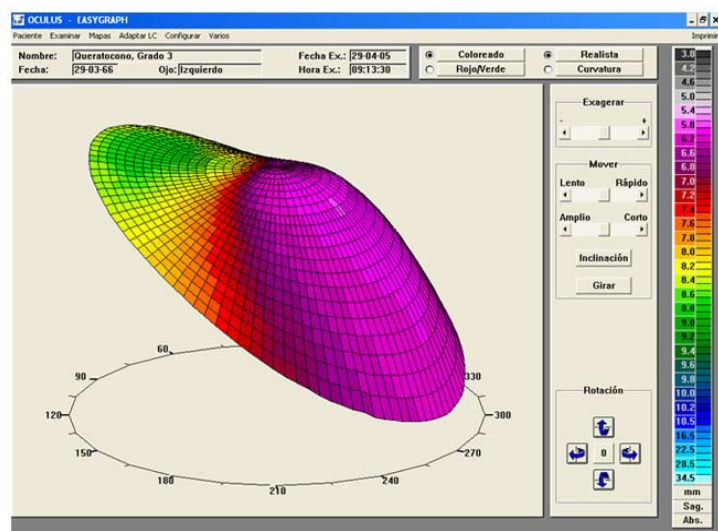 OCULUS - EASYGRAPH
Paciente Examinar Mapas Adaptar LC Configurar Varios Imprimir
Nombre: Queratocono, Grado 3 Fecha Ex.: 29-04-05
Fecha: 29-03-66 Ojo: Izquierdo Hora Ex.: 09:13:30
Coloreado Realista
Rojo/Verde Curvatura
Exagerar
- +
Mover
Lento Rápido
Amplio Corto
Inclinación
Girar
Rotación
0
60
90
120
150
180
210
240
270
300
330
3.8
4.2
4.6
5.0
5.4
5.8
6.2
6.6
6.8
7.0
7.2
7.4
7.6
7.8
8.0
8.2
8.4
8.6
8.8
9.0
9.2
9.4
9.6
9.8
10.0
10.2
10.5
16.5
22.5
28.5
34.5
mm
Sag.
Abs.